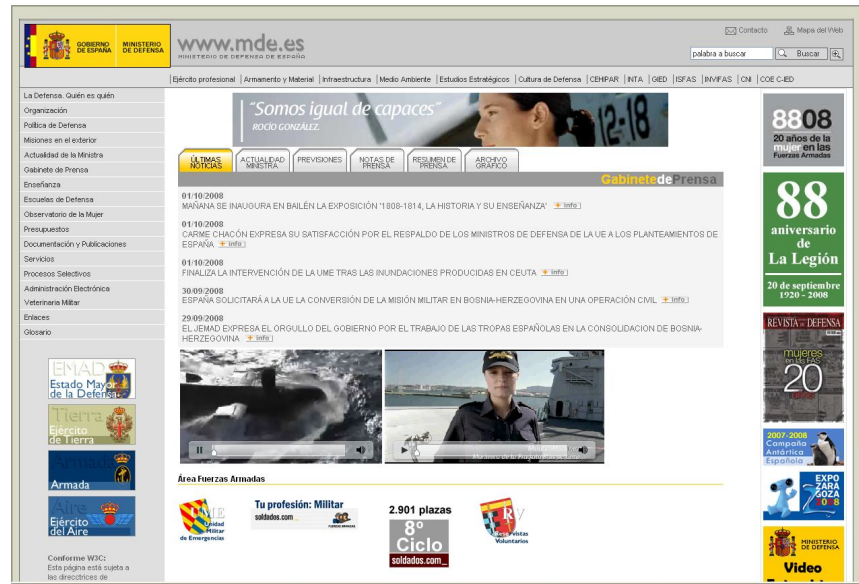 Contacto
Mapa del Web
GOBIERNO
DE ESPAÑA
MINISTERIO
DE DEFENSA
www.mde.es
MINISTERIO DE DEFENSA DE ESPAÑA
palabra a buscar
Buscar
Ejército profesional | Armamento y Material | Infraestructura | Medio Ambiente | Estudios Estratégicos | Cultura de Defensa | CEHIPAR | INTA | GIED | ISFAS | INVIFAS | CNI | COE C-IED
La Defensa. Quién es quién
Organización
Política de Defensa
Misiones en el exterior
Actualidad de la Ministra
Gabinete de Prensa
Enseñanza
Escuelas de Defensa
Observatorio de la Mujer
Presupuestos
Documentación y Publicaciones
Servicios
Procesos Selectivos
Administración Electrónica
Veterinaria Militar
Enlaces
Glosario
EMAD
Estado Mayor
de la Defensa
Tierra
Ejército
de Tierra
Armada
Armada
Aire
Ejército
del Aire
Conforme W3C:
Esta página está sujeta a
las directrices de
"Somos igual de capaces"
ROCÍO GONZÁLEZ
12-18
ÚLTIMAS
NOTICIAS
ACTUALIDAD
MINISTRA
PREVISIONES
NOTAS DE
PRENSA
RESUMEN DE
PRENSA
ARCHIVO
GRÁFICO
GabinetedePrensa
01/10/2008
MAÑANA SE INAUGURA EN BAILÉN LA EXPOSICIÓN '1808-1814, LA HISTORIA Y SU ENSEÑANZA' + info
01/10/2008
CARME CHACÓN EXPRESA SU SATISFACCIÓN POR EL RESPALDO DE LOS MINISTROS DE DEFENSA DE LA UE A LOS PLANTEAMIENTOS DE
ESPAÑA + info
01/10/2008
FINALIZA LA INTERVENCIÓN DE LA UME TRAS LAS INUNDACIONES PRODUCIDAS EN CEUTA + info
30/09/2008
ESPAÑA SOLICITARÁ A LA UE LA CONVERSIÓN DE LA MISIÓN MILITAR EN BOSNIA-HERZEGOVINA EN UNA OPERACIÓN CIVIL + info
29/09/2008
EL JEMAD EXPRESA EL ORGULLO DEL GOBIERNO POR EL TRABAJO DE LAS TROPAS ESPAÑOLAS EN LA CONSOLIDACION DE BOSNIA-
HERZEGOVINA + info
Área Fuerzas Armadas
UME
Unidad
Militar
de Emergencias
Tu profesión: Militar
soldados.com_
FUERZAS ARMADAS
2.901 plazas
8º
Ciclo
soldados.com_
RV
Voluntarios
8808
20 años de la
mujer en las
Fuerzas Armadas
88
aniversario
de
La Legión
20 de septiembre
1920 - 2008
REVISTA DE DEFENSA
mujeres
en las FAS
20
2007-2008
Campaña
Antártica
Española
EXPO
ZARA
GOZA
2008
MINISTERIO
DE DEFENSA
Video